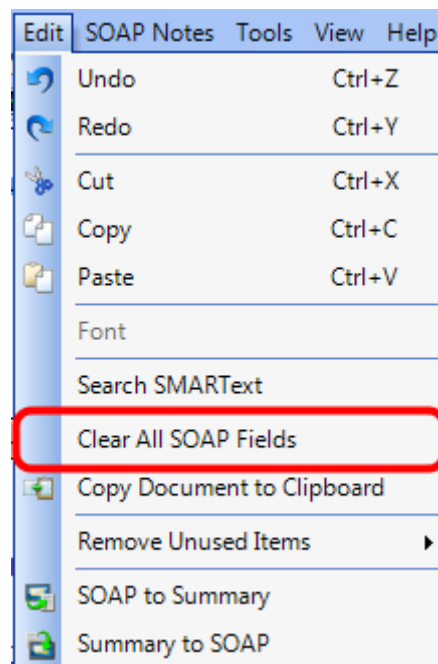 Edit SOAP Notes Tools View Help
Undo Ctrl+Z
Redo Ctrl+Y
Cut Ctrl+X
Copy Ctrl+C
Paste Ctrl+V
Font
Search SMARText
Clear All SOAP Fields
Copy Document to Clipboard
Remove Unused Items
SOAP to Summary
Summary to SOAP